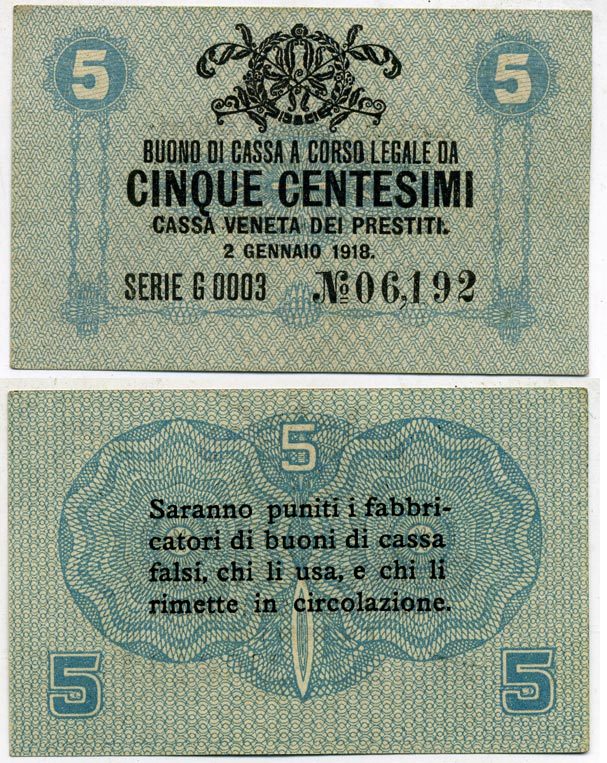 5 5
BUONO DI CASSA A CORSO LEGALE DA
CINQUE CENTESIMI
CASSA VENETA DEI PRESTITI.
2 GENNAIO 1918.
SERIE G 0003 No 06,192
5
Saranno puniti i fabbri-
catori di buoni di cassa
falsi, chi li usa, e chi li
rimette in circolazione.
5 5